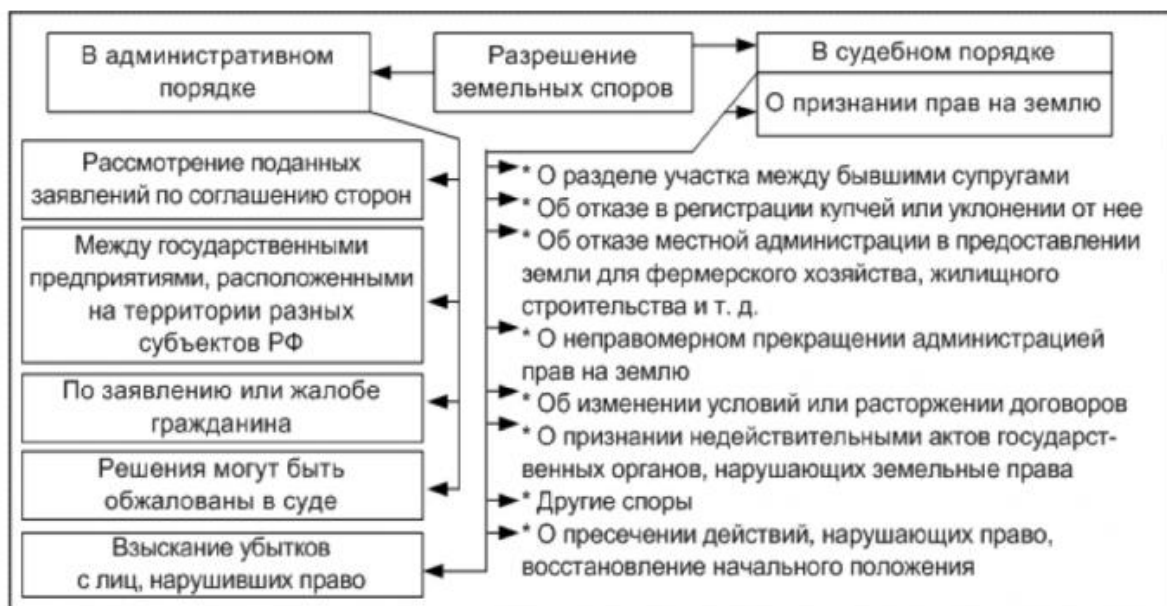 В административном
порядке
Разрешение
земельных споров
В судебном порядке
О признании прав на землю
Рассмотрение поданных
заявлений по соглашению сторон
Между государственными
предприятиями, расположенными
на территории разных
субъектов РФ
По заявлению или жалобе
гражданина
Решения могут быть
обжалованы в суде
Взыскание убытков
с лиц, нарушивших право
* О разделе участка между бывшими супругами
* Об отказе в регистрации купчей или уклонении от нее
* Об отказе местной администрации в предоставлении
земли для фермерского хозяйства, жилищного
строительства и т. д.
* О неправомерном прекращении администрацией
прав на землю
* Об изменении условий или расторжении договоров
* О признании недействительными актов государст-
венных органов, нарушающих земельные права
* Другие споры
* О пресечении действий, нарушающих право,
восстановление начального положения